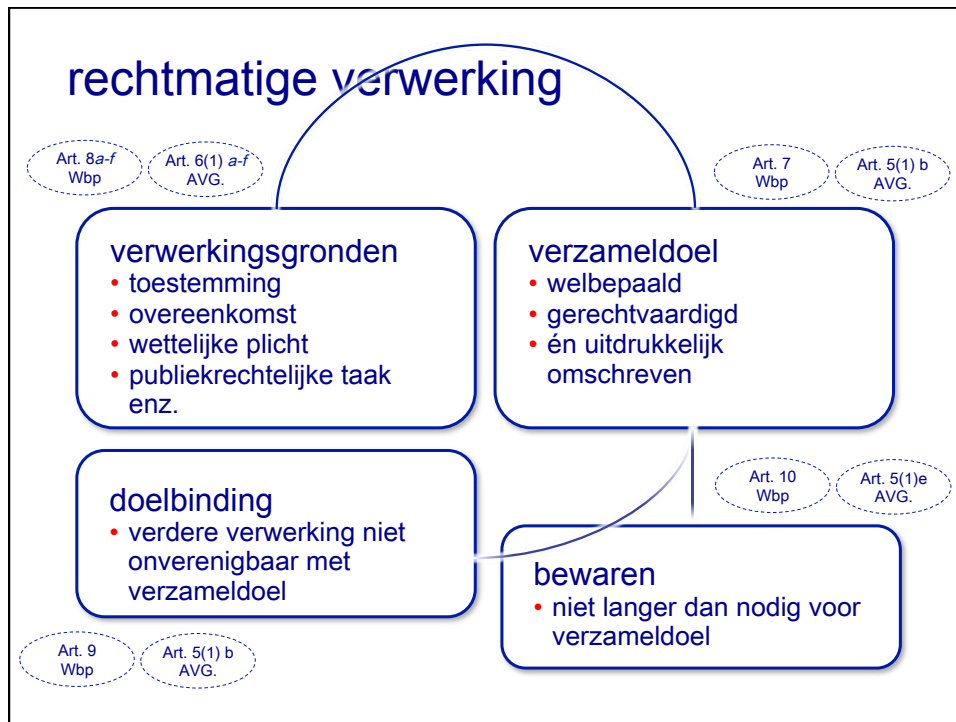 rechtmatige verwerking
Art. 8a-f
Wbp
Art. 6(1) a-f
AVG.
Art. 7
Wbp
Art. 5(1) b
AVG.
verwerkingsgronden
• toestemming
• overeenkomst
• wettelijke plicht
• publiekrechtelijke taak
enz.
verzameldoel
• welbepaald
• gerechtvaardigd
• én uitdrukkelijk
omschreven
Art. 10
Wbp
Art. 5(1)e
AVG.
doelbinding
• verdere verwerking niet
onverenigbaar met
verzameldoel
bewaren
• niet langer dan nodig voor
verzameldoel
Art. 9
Wbp
Art. 5(1) b
AVG.